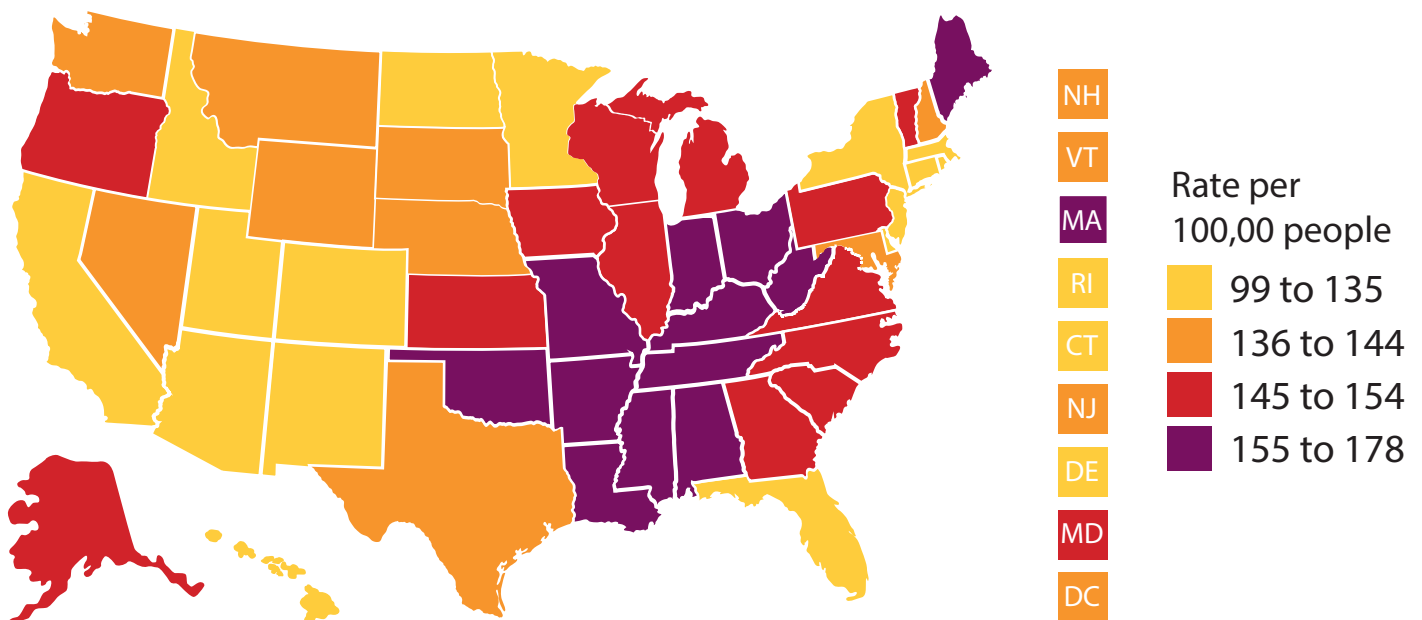 NH
VT
MA
RI
CT
NJ
DE
MD
DC
Rate per
100,00 people
99 to 135
136 to 144
145 to 154
155 to 178